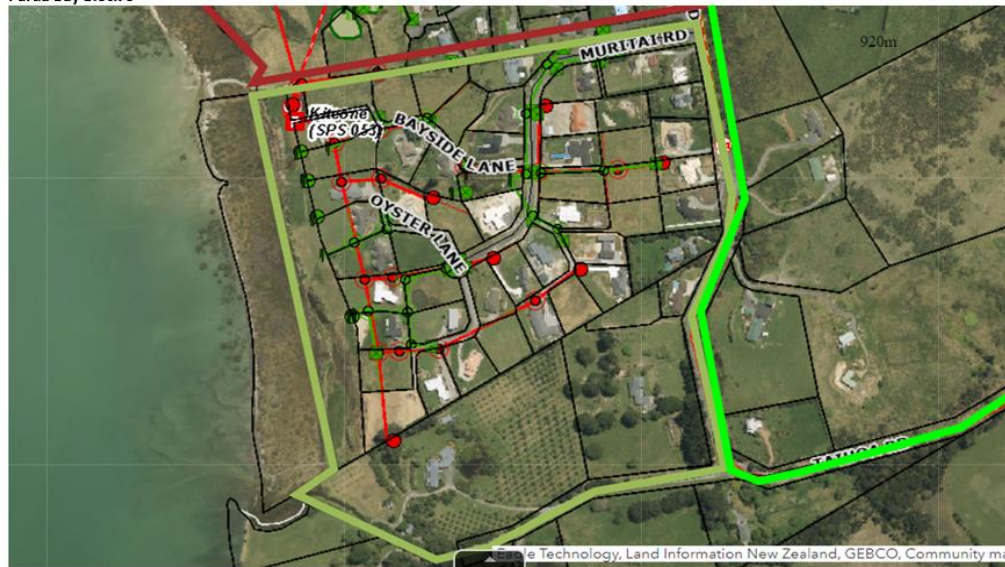 MURITAI RD
920m
Kiteone
(SPS 053)
BAYSIDE LANE
OYSTER LANE
Eagle Technology, Land Information New Zealand, GEBCO, Community ma